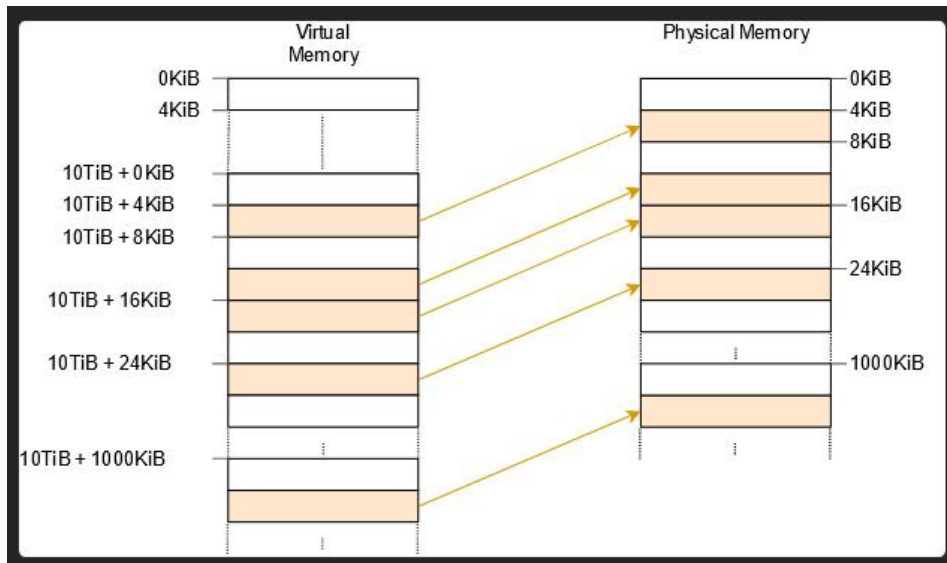 Virtual
Memory
Physical Memory
0KiB
4KiB
10TiB + 0KiB
10TiB + 4KiB
10TiB + 8KiB
10TiB + 16KiB
10TiB + 24KiB
10TiB + 1000KiB
0KiB
4KiB
8KiB
16KiB
24KiB
1000KiB